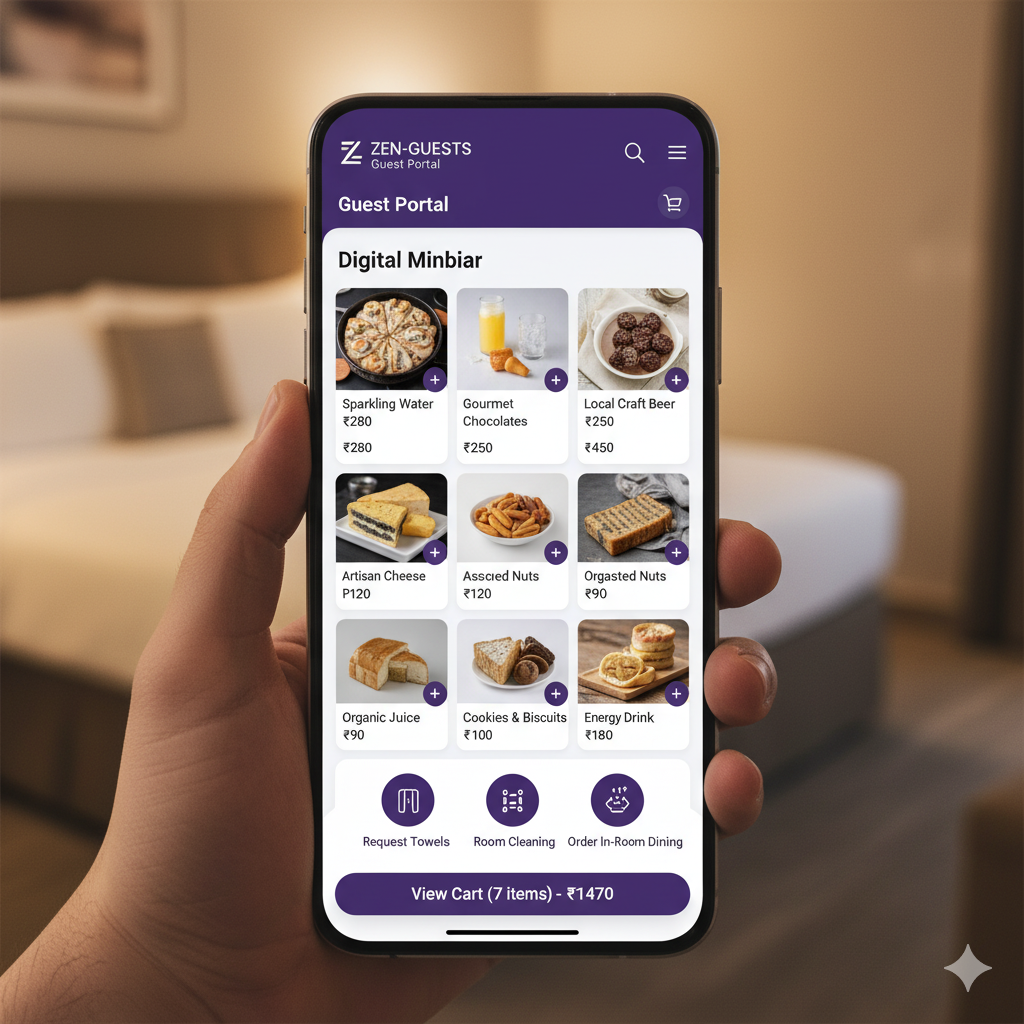 ZEN-GUESTS
Guest Portal
Guest Portal
Digital Minbiar
Sparkling Water
₹280
₹280
Gourmet
Chocolates
₹250
Local Craft Beer
₹250
₹450
Artisan Cheese
P120
Asscıed Nuts
₹120
Orgasted Nuts
₹90
Organic Juice
₹90
Cookies & Biscuits
₹100
Energy Drink
₹180
Request Towels
Room Cleaning
Order In-Room Dining
View Cart (7 items) - ₹1470